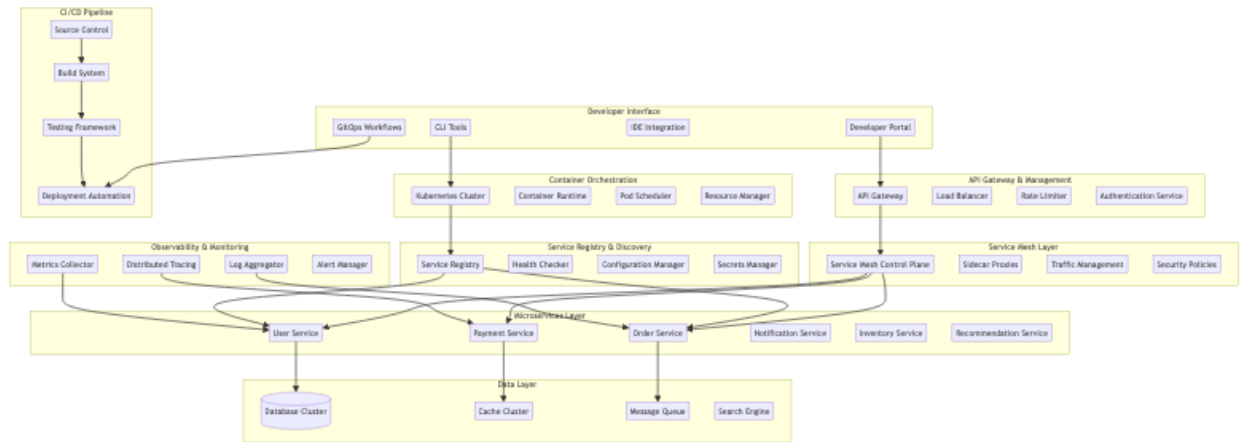 CI/CD Pipeline
Source Control
Build System
Testing Framework
Deployment Automation
Developer Interface
GitOps Workflows
CLI Tools
IDE Integration
Developer Portal
Container Orchestration
Kubernetes Cluster
Container Runtime
Pod Scheduler
Resource Manager
API Gateway & Management
API Gateway
Load Balancer
Rate Limiter
Authentication Service
Observability & Monitoring
Metrics Collector
Distributed Tracing
Log Aggregator
Alert Manager
Service Registry & Discovery
Service Registry
Health Checker
Configuration Manager
Secrets Manager
Service Mesh Layer
Service Mesh Control Plane
Sidecar Proxies
Traffic Management
Security Policies
Microservices Layer
User Service
Payment Service
Order Service
Notification Service
Inventory Service
Recommendation Service
Data Layer
Database Cluster
Cache Cluster
Message Queue
Search Engine